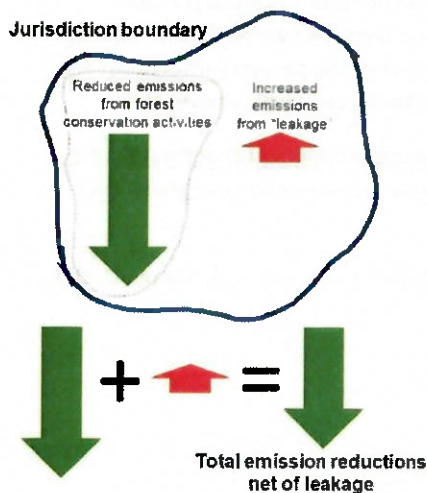 Jurisdiction boundary
Reduced emissions
from forest
conservation activities
Increased
emissions
from "leakage"
+
=
Total emission reductions
net of leakage